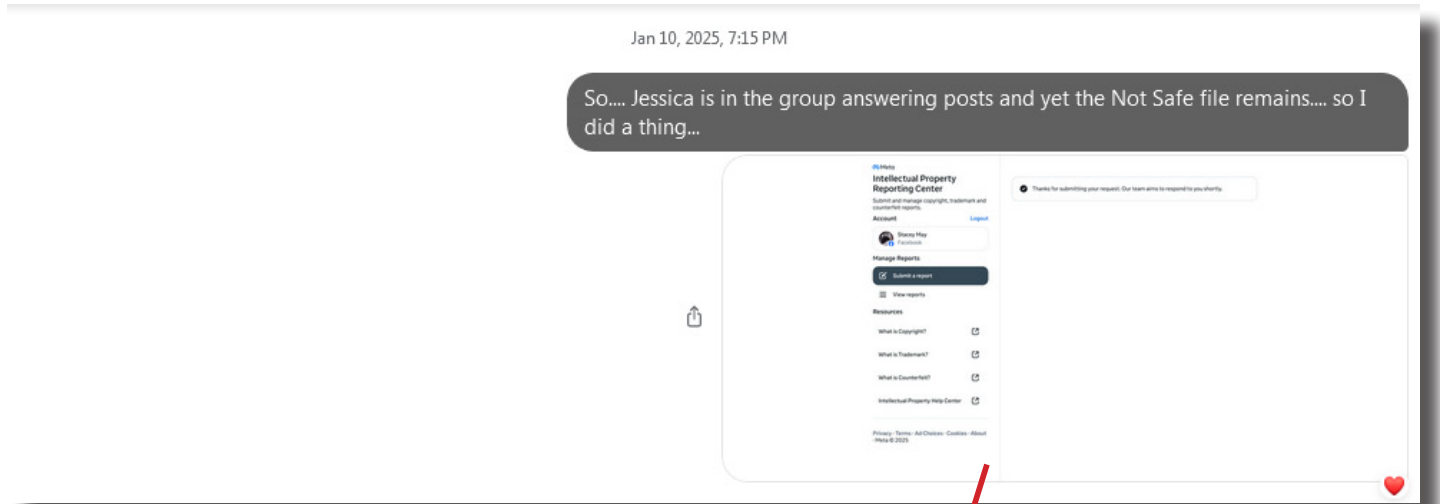 Jan 10, 2025, 7:15 PM
So.... Jessica is in the group answering posts and yet the Not Safe file remains.... so I
did a thing...
Meta
Intellectual Property
Reporting Center
Submit and manage copyright, trademark and
counterfeit reports.
Account Logout
Stacey May
Facebook
Manage Reports
Submit a report
View reports
Resources
What is Copyright?
What is Trademark?
What is Counterfeit?
Intellectual Property Help Center
Privacy · Terms · Ad Choices · Cookies · About
· Meta © 2025
Thanks for submitting your request. Our team aims to respond to you shortly.